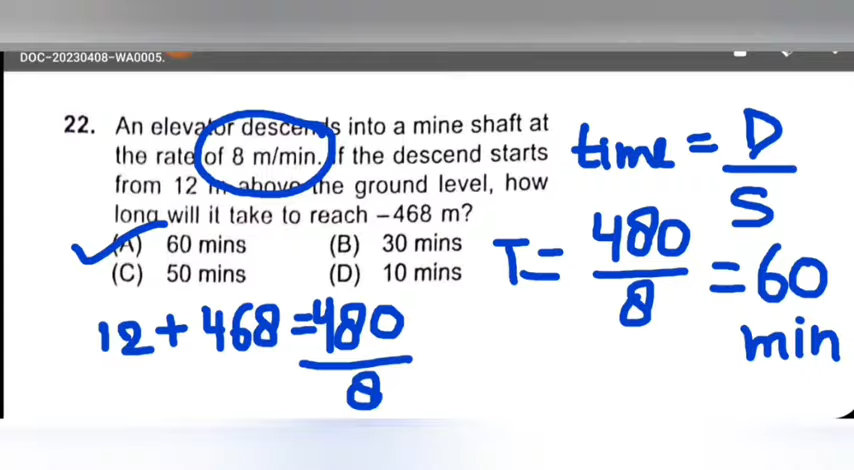 DOC-20230408-WA0005.
22. An elevator descends into a mine shaft at
the rate of 8 m/min. If the descend starts
from 12 m above the ground level, how
long will it take to reach –468 m?
(A) 60 mins (B) 30 mins
(C) 50 mins (D) 10 mins
12 + 468 = 480
8
time = D
S
T = 480
8
= 60
min